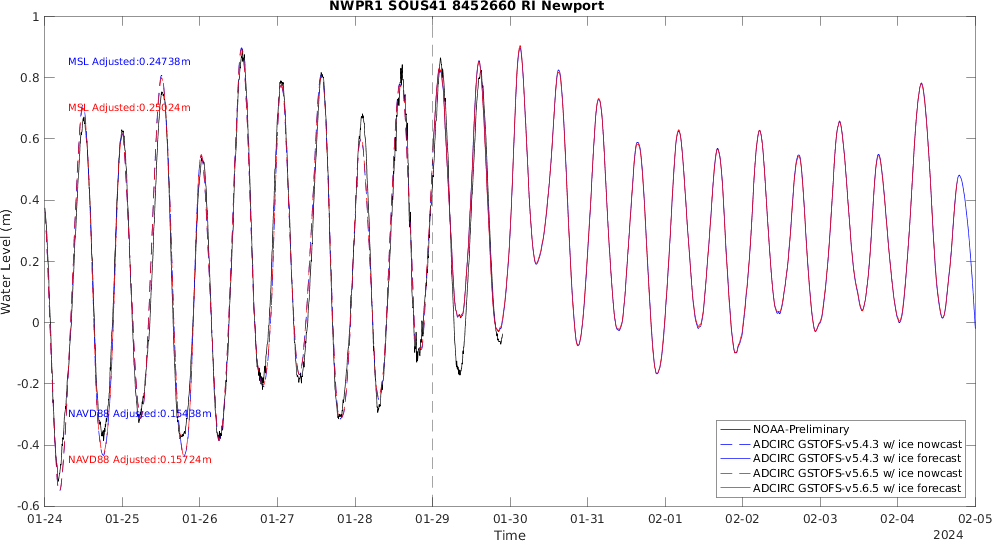 NWPR1 SOUS41 8452660 RI Newport
1
0.8
0.6
0.4
0.2
0
-0.2
-0.4
-0.6
Water Level (m)
MSL Adjusted:0.24738m
MSL Adjusted:0.25024m
NAVD88 Adjusted:0.15438m
NAVD88 Adjusted:0.15724m
NOAA-Preliminary
ADCIRC GSTOFS-v5.4.3 w/ ice nowcast
ADCIRC GSTOFS-v5.4.3 w/ ice forecast
ADCIRC GSTOFS-v5.6.5 w/ ice nowcast
ADCIRC GSTOFS-v5.6.5 w/ ice forecast
01-24 01-25 01-26 01-27 01-28 01-29 01-30 01-31 02-01 02-02 02-03 02-04 02-05
Time
2024